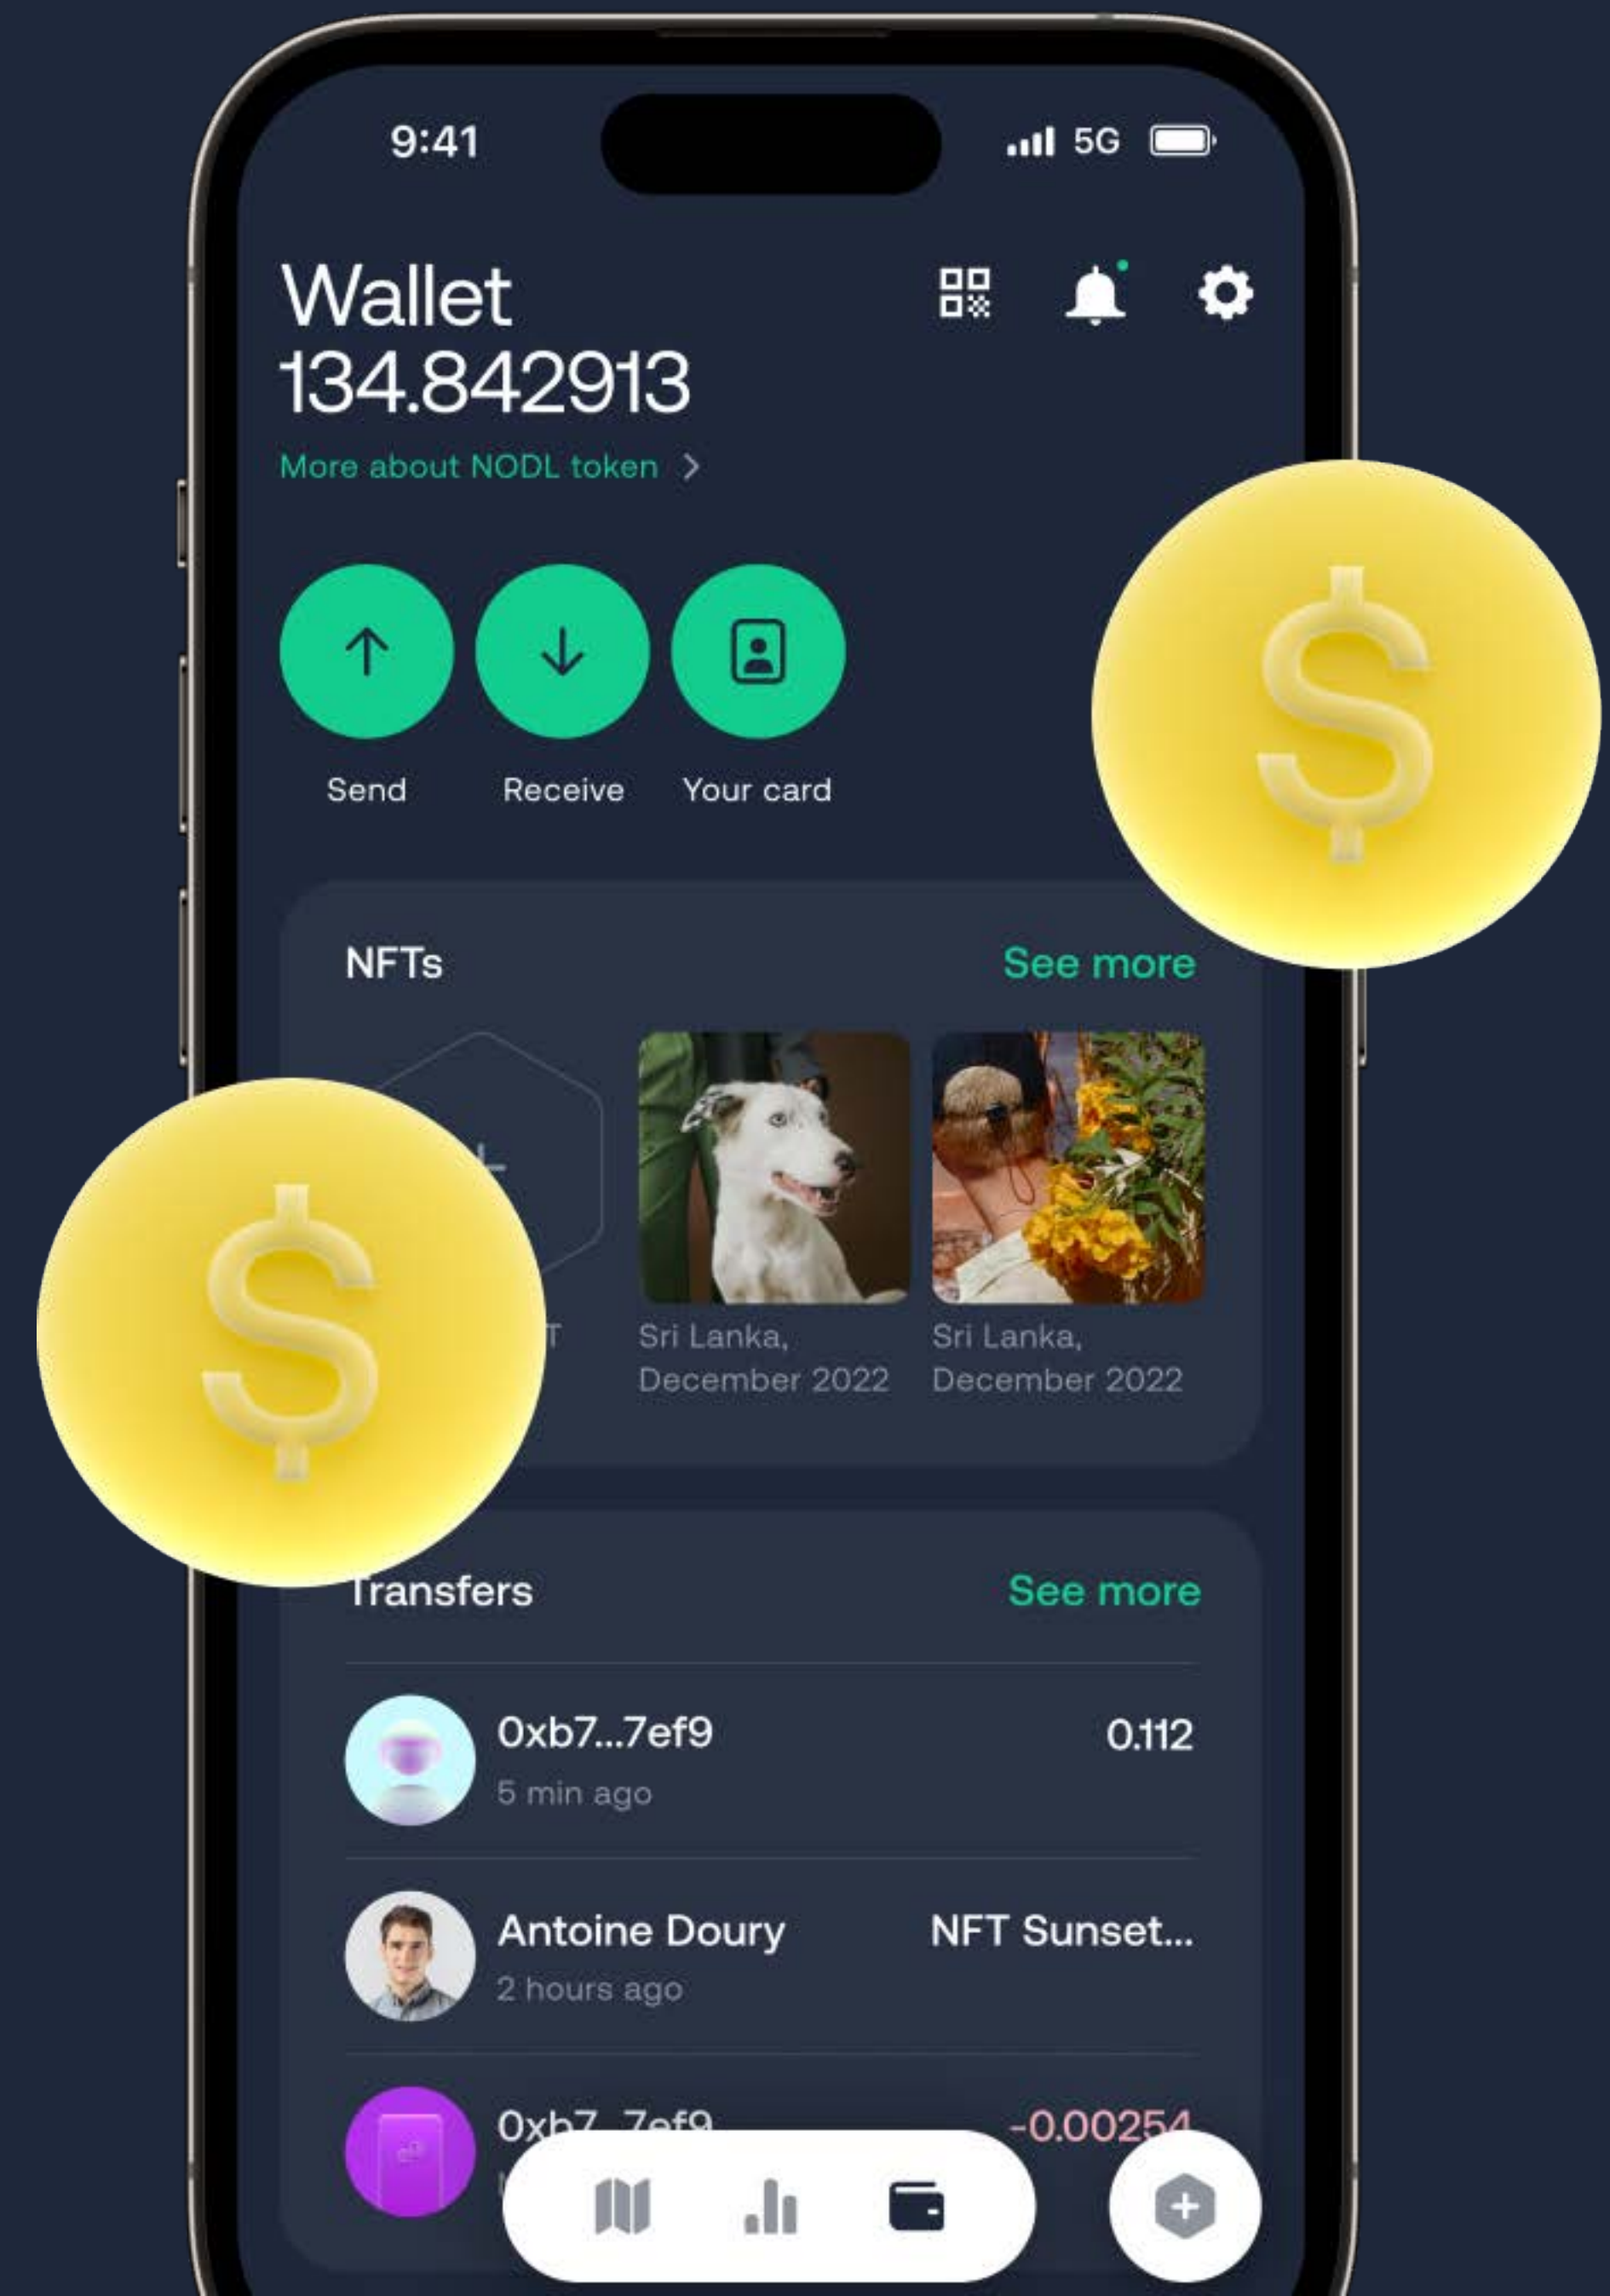 9:41
5G
Wallet
134.842913
More about NODL token
Send
Receive
Your card
NFTs
See more
$
$
Sri Lanka,
December 2022
Sri Lanka,
December 2022
Transfers
See more
0xb7...7ef9
0.112
5 min ago
Antoine Doury
NFT Sunset...
2 hours ago
0xb7...7ef9
-0.00254